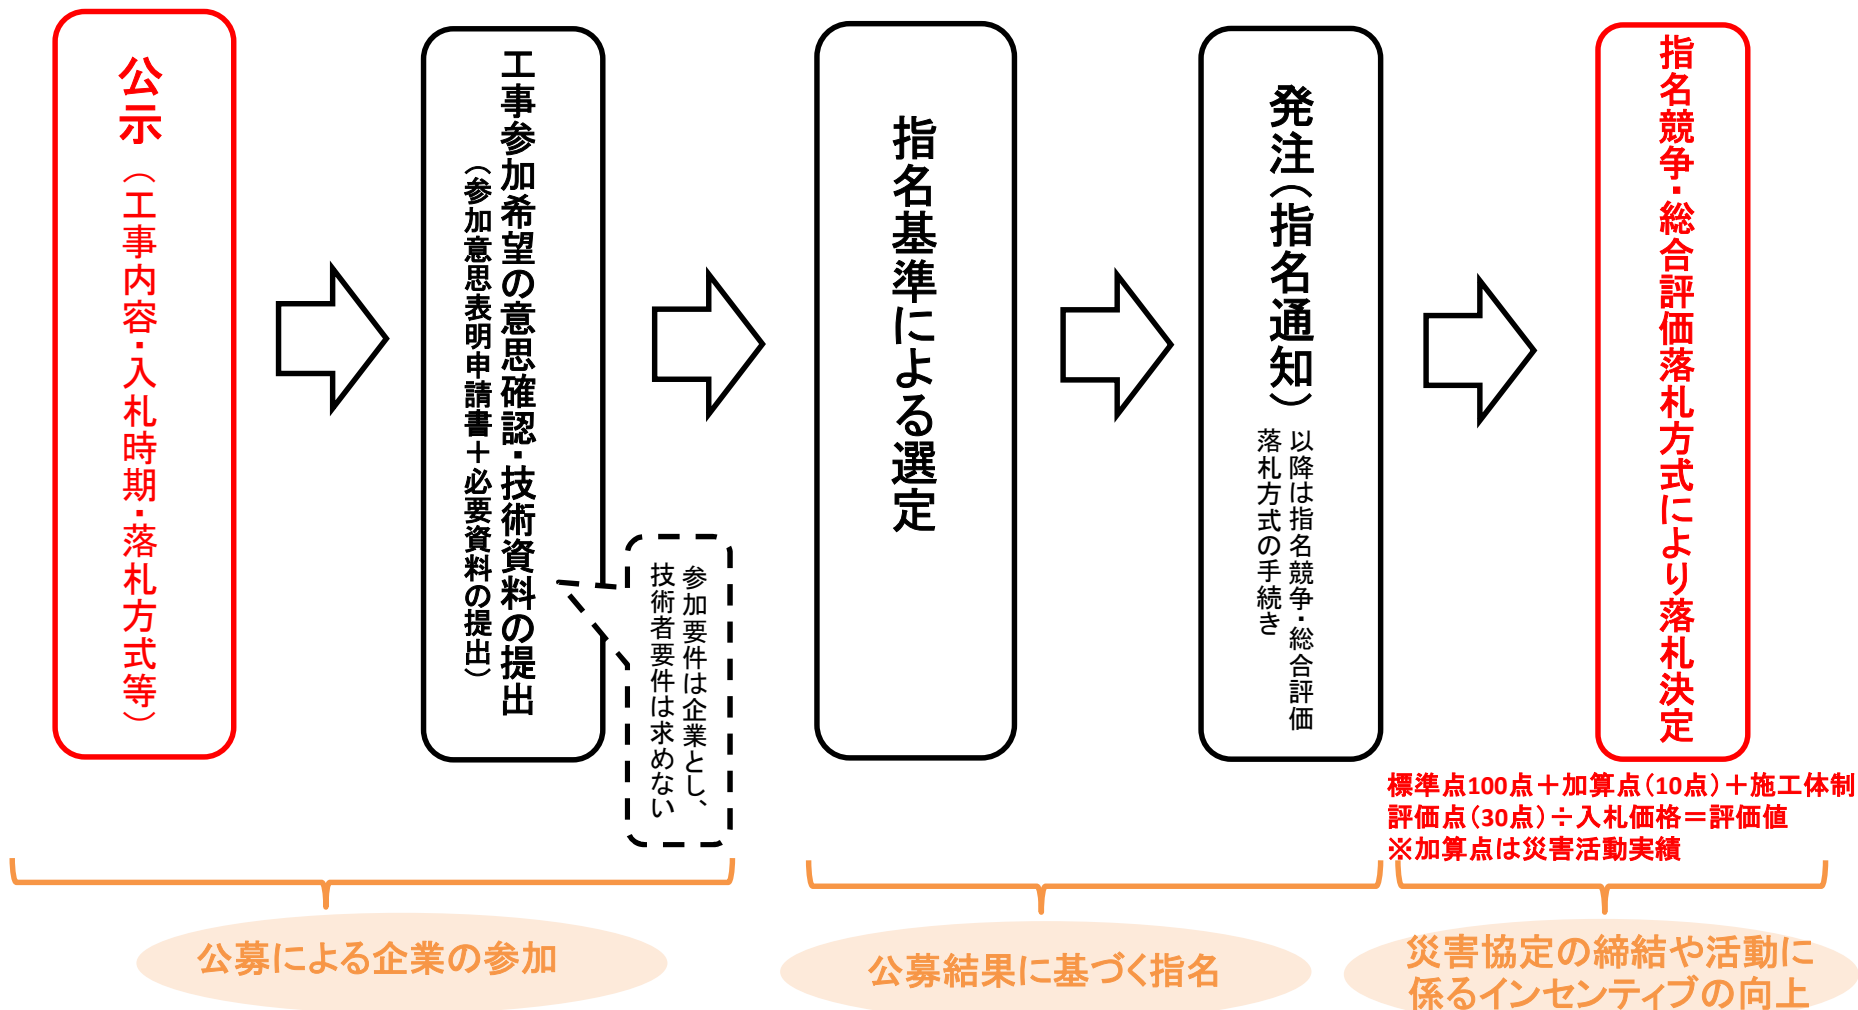 公示（工事内容・入札時期・落札方式等）
工事参加希望の意思確認・技術資料の提出
（参加意思表明申請書＋必要資料の提出）
参加要件は企業とし、
技術者要件は求めない
指名基準による選定
発注（指名通知）
以降は指名競争・総合評価
落札方式の手続き
指名競争・総合評価落札方式により落札決定
標準点100点＋加算点（10点）＋施工体制
評価点（30点）÷入札価格＝評価値
※加算点は災害活動実績
公募による企業の参加
公募結果に基づく指名
災害協定の締結や活動に
係るインセンティブの向上